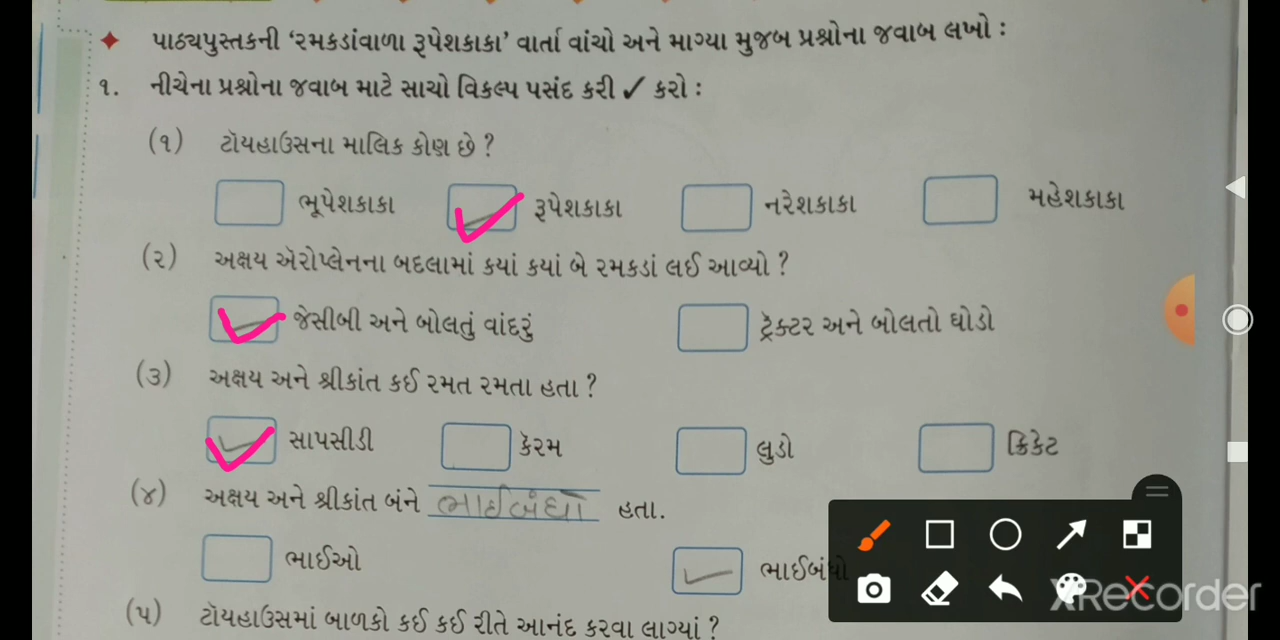 પાઠ્યપુસ્તકની ‘રમકડાંવાળા રૂપેશકાકા’ વાર્તા વાંચો અને માગ્યા મુજબ પ્રશ્નોના જવાબ લખો :
૧. નીચેના પ્રશ્નોના જવાબ માટે સાચો વિકલ્પ પસંદ કરી ✓ કરો :
(૧) ટૉયહાઉસના માલિક કોણ છે ?
ભૂપેશકાકા રૂપેશકાકા નરેશકાકા મહેશકાકા
(૨) અક્ષય ઍરોપ્લેનના બદલામાં કયાં કયાં બે રમકડાં લઈ આવ્યો ?
જેસીબી અને બોલતું વાંદરું ટ્રૅક્ટર અને બોલતો ઘોડો
(૩) અક્ષય અને શ્રીકાંત કઈ રમત રમતા હતા ?
સાપસીડી કૅરમ લુડો ક્રિકેટ
(૪) અક્ષય અને શ્રીકાંત બંને ભાઈબંધો હતા.
ભાઈઓ ભાઈબંધો
(૫) ટૉયહાઉસમાં બાળકો કઈ કઈ રીતે આનંદ કરવા લાગ્યાં ?
XRecorder